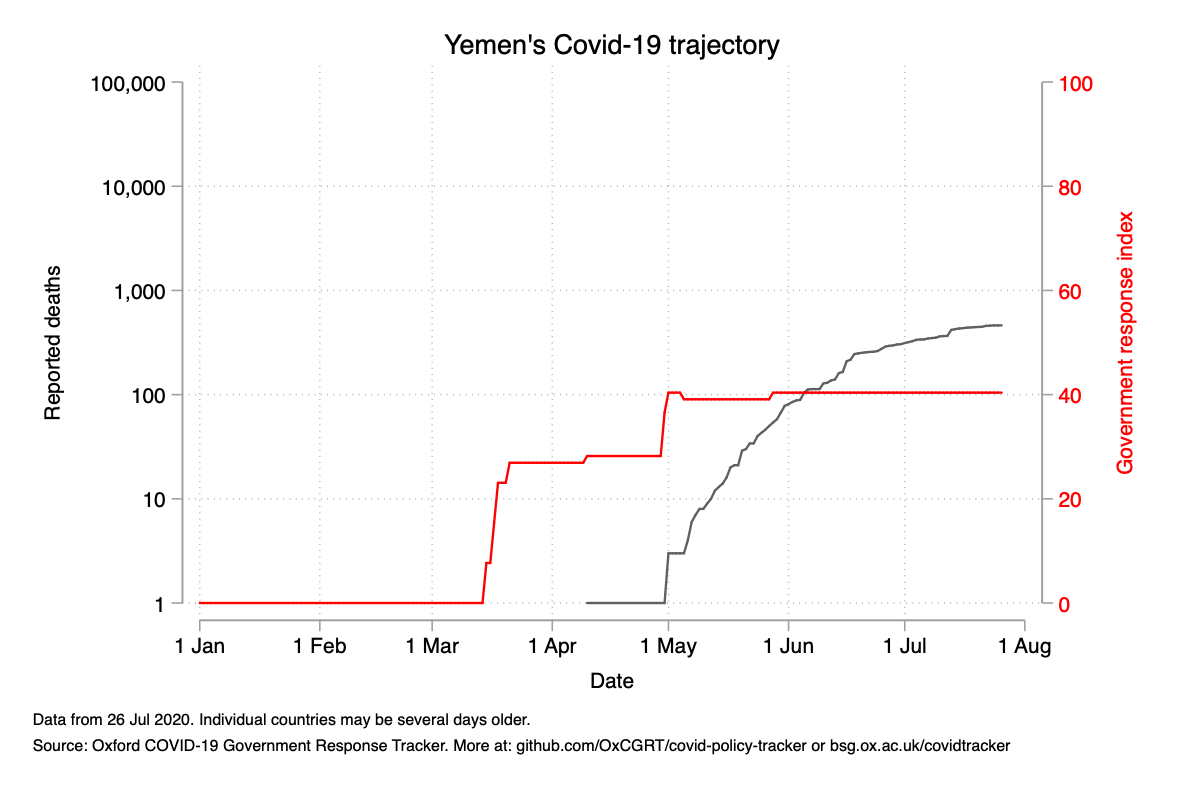 Yemen's Covid-19 trajectory
100,000
10,000
1,000
100
10
1
Reported deaths
100
80
60
40
20
0
Government response index
1 Jan 1 Feb 1 Mar 1 Apr 1 May 1 Jun 1 Jul 1 Aug
Date
Data from 26 Jul 2020. Individual countries may be several days older.
Source: Oxford COVID-19 Government Response Tracker. More at: github.com/OxCGRT/covid-policy-tracker or bsg.ox.ac.uk/covidtracker